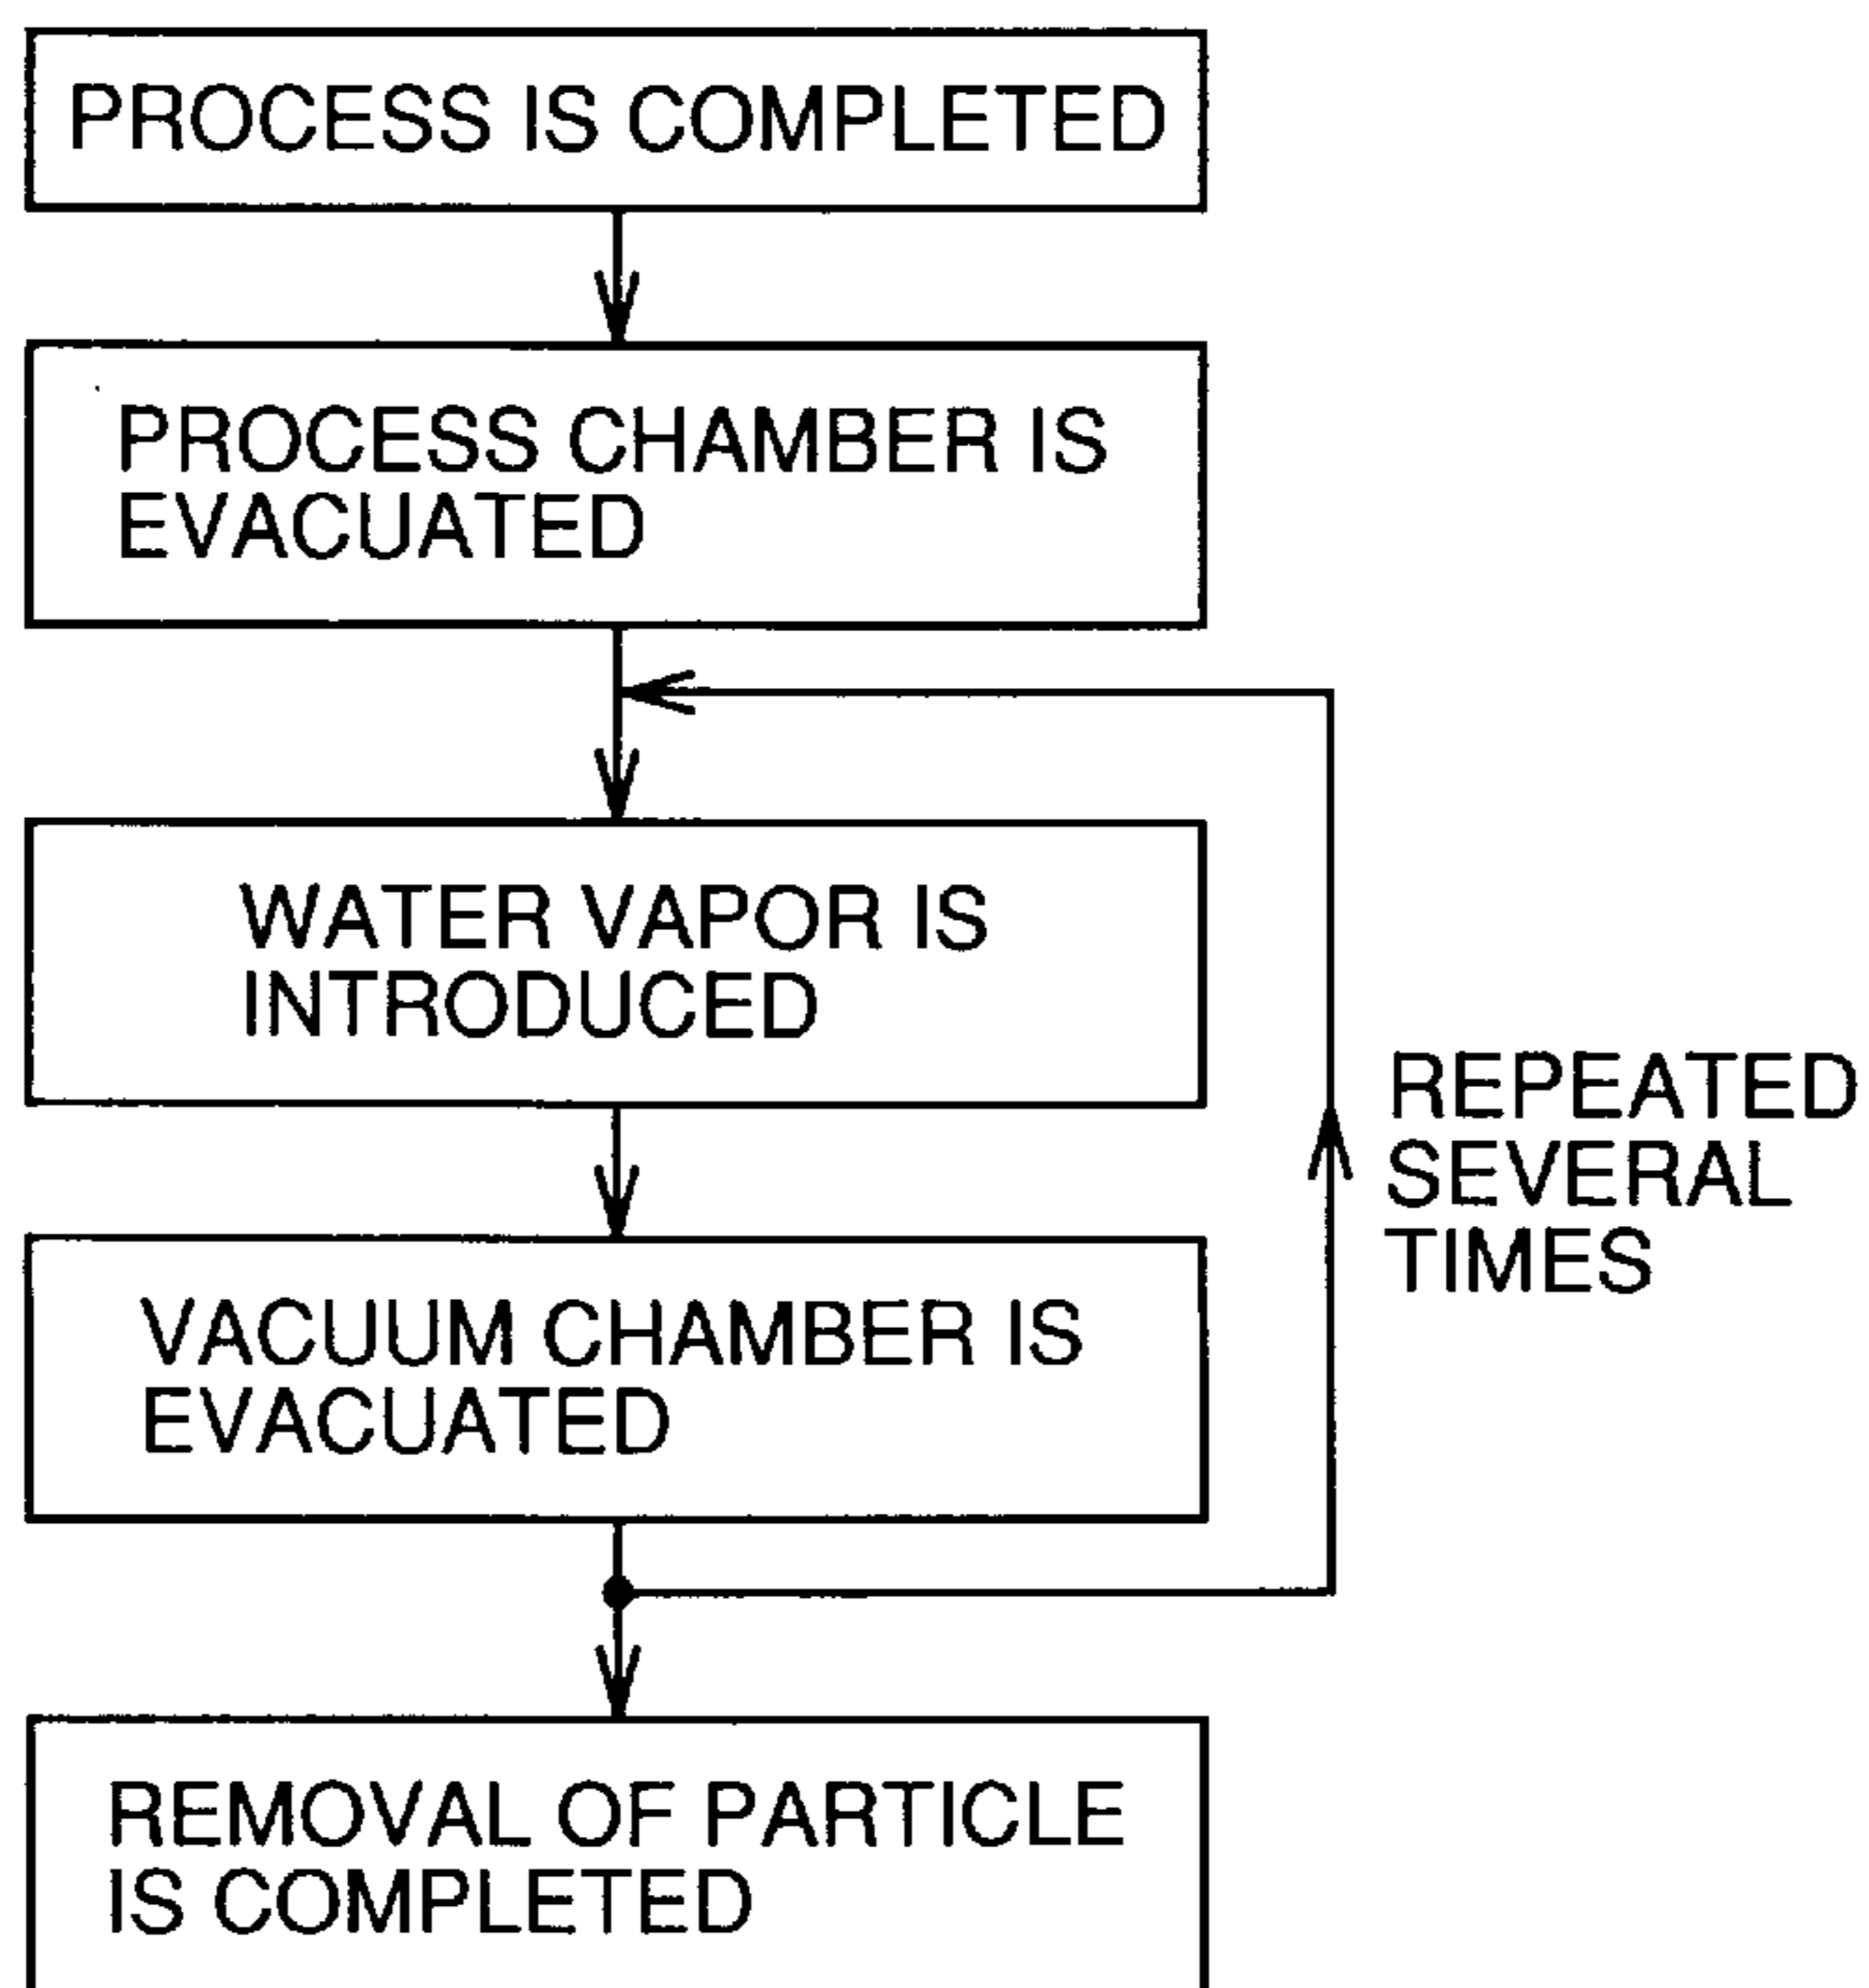 PROCESS IS COMPLETED
PROCESS CHAMBER IS
EVACUATED
WATER VAPOR IS
INTRODUCED
REPEATED
SEVERAL
TIMES
VACUUM CHAMBER IS
EVACUATED
REMOVAL OF PARTICLE
IS COMPLETED